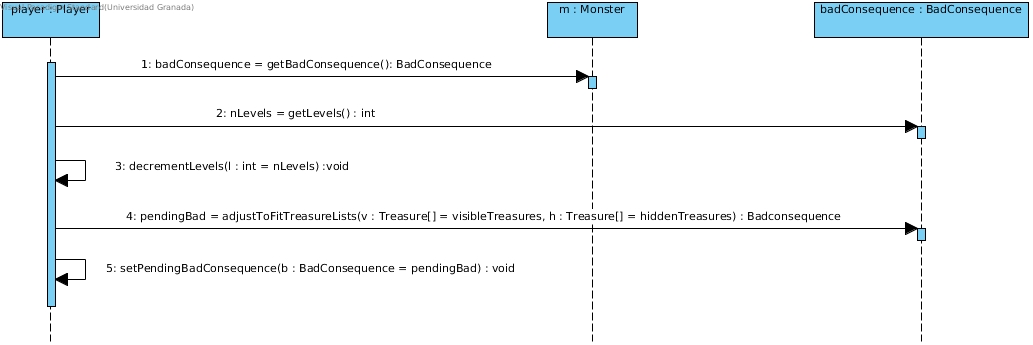 player : Player
(Universidad Granada)
m : Monster
badConsequence : BadConsequence
1: badConsequence = getBadConsequence(): BadConsequence
2: nLevels = getLevels() : int
3: decrementLevels(l : int = nLevels) :void
4: pendingBad = adjustToFitTreasureLists(v : Treasure[] = visibleTreasures, h : Treasure[] = hiddenTreasures) : Badconsequence
5: setPendingBadConsequence(b : BadConsequence = pendingBad) : void